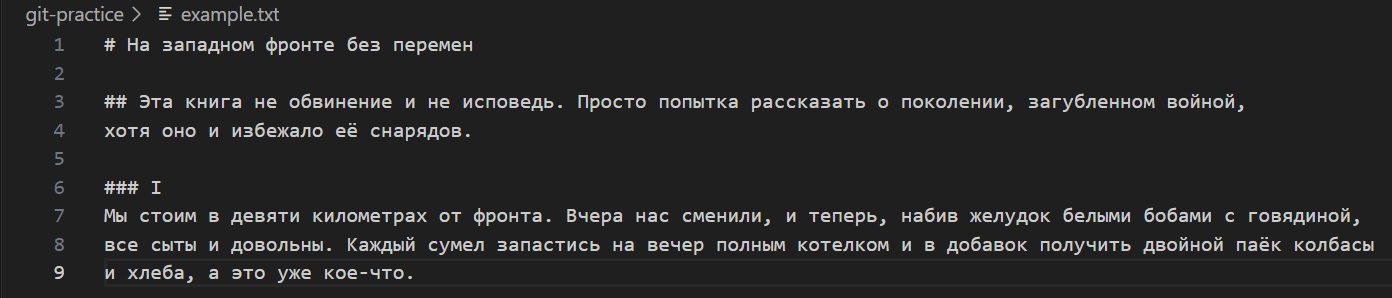 git-practice > example.txt
1 # На западном фронте без перемен
2
3 ## Эта книга не обвинение и не исповедь. Просто попытка рассказать о поколении, загубленном войной,
4 хотя оно и избежало её снарядов.
5
6 ### I
7 Мы стоим в девяти километрах от фронта. Вчера нас сменили, и теперь, набив желудок белыми бобами с говядиной,
8 все сыты и довольны. Каждый сумел запастись на вечер полным котелком и в добавок получить двойной паёк колбасы
9 и хлеба, а это уже кое-что.